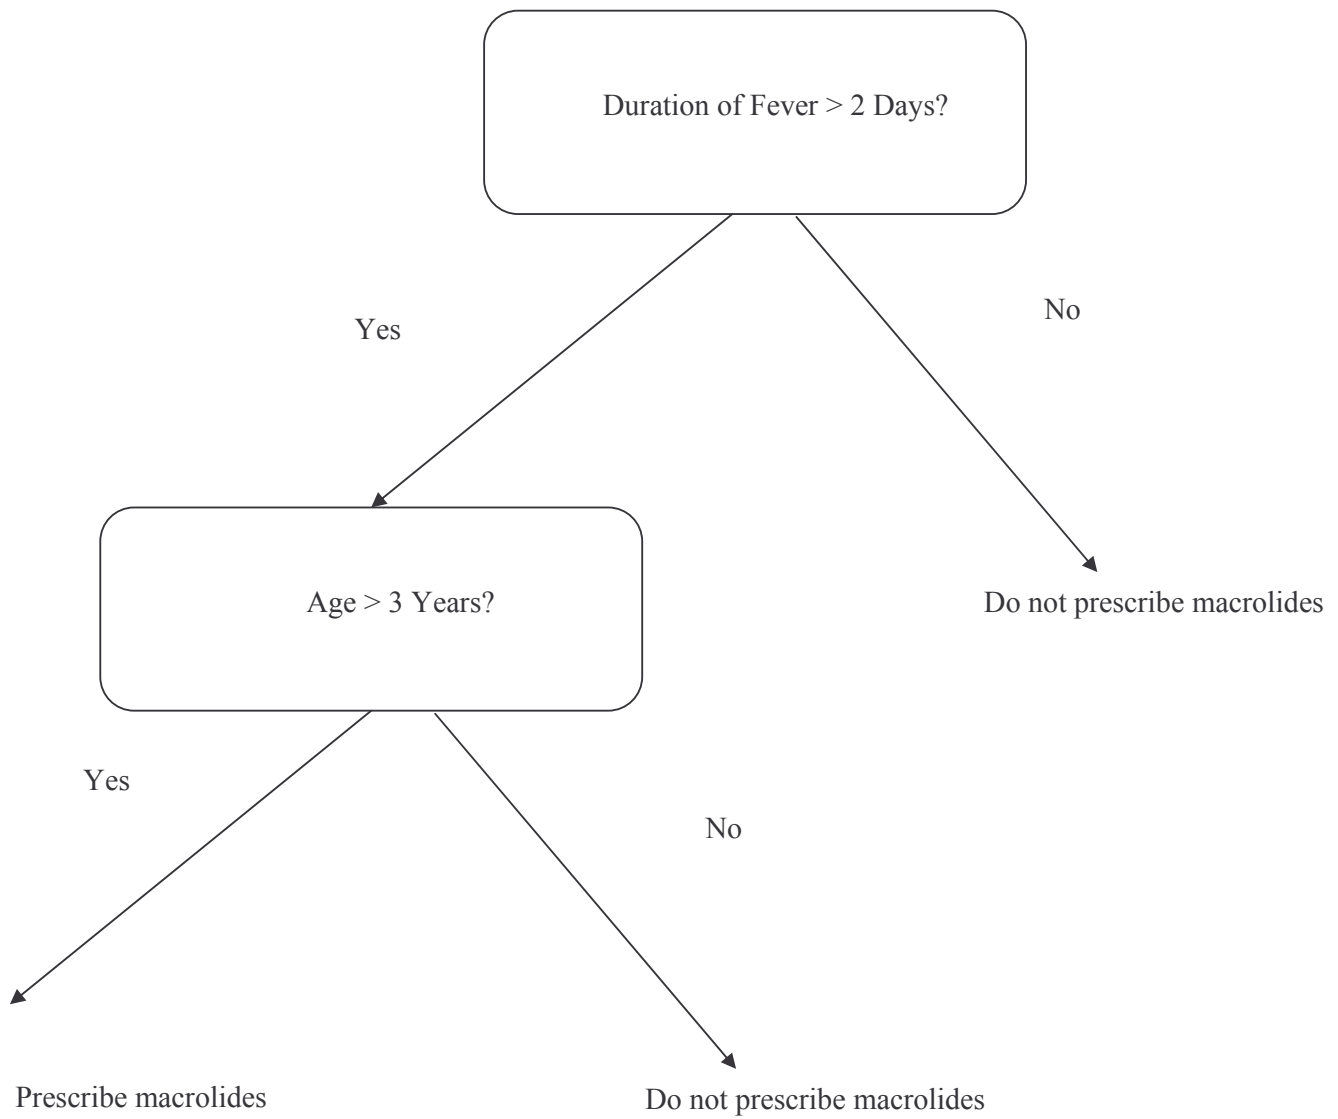 Duration of Fever > 2 Days?
Yes
No
Age > 3 Years?
Do not prescribe macrolides
Yes
No
Prescribe macrolides
Do not prescribe macrolides